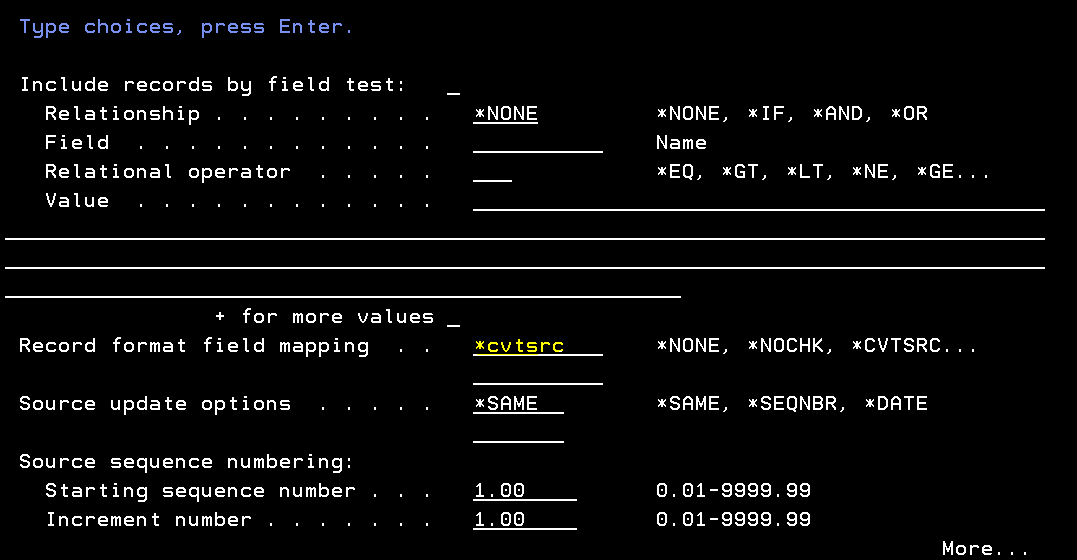 Type choices, press Enter.
Include records by field test:   _
Relationship . . . . . . . . .   *NONE   *NONE, *IF, *AND, *OR
Field  . . . . . . . . . . . .   Name
Relational operator  . . . . .   *EQ, *GT, *LT, *NE, *GE...
Value  . . . . . . . . . . . .
+ for more values _
Record format field mapping  . .   *cvtsrc   *NONE, *NOCHK, *CVTSRC...
Source update options  . . . . .   *SAME   *SAME, *SEQNBR, *DATE
Source sequence numbering:
Starting sequence number . . .   1.00   0.01-9999.99
Increment number . . . . . . .   1.00   0.01-9999.99
More...